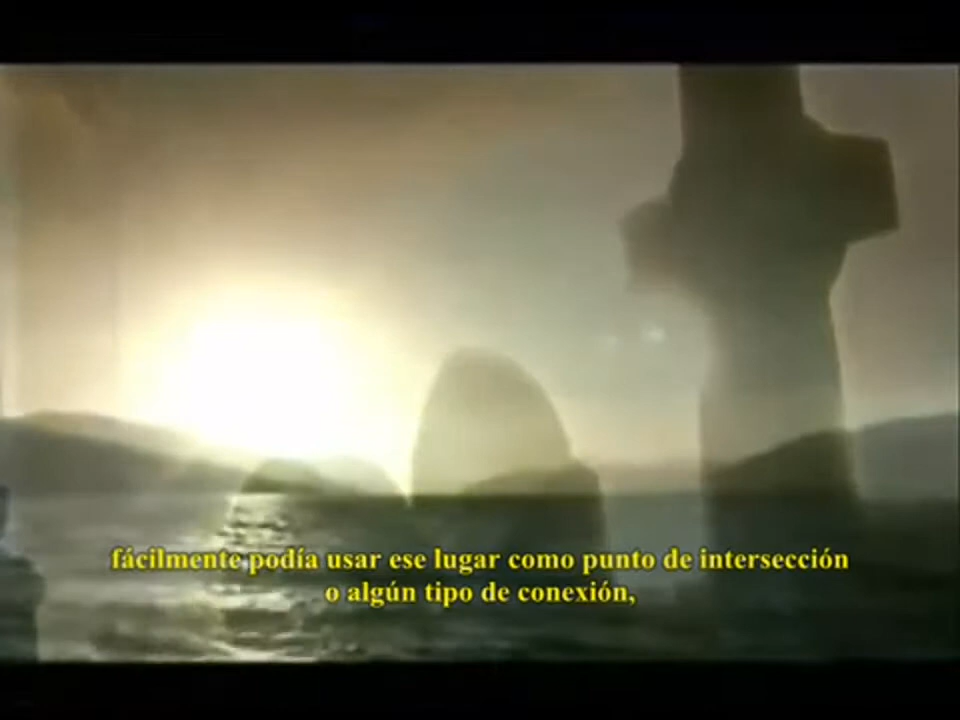 fácilmente podía usar ese lugar como punto de intersección
o algún tipo de conexión,